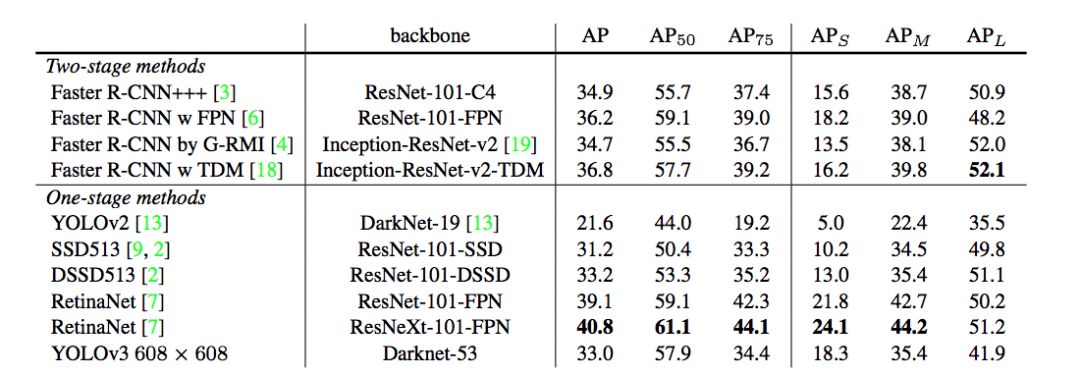 backbone AP AP50 AP75 APS APM APL
Two-stage methods
Faster R-CNN+++ [3] ResNet-101-C4 34.9 55.7 37.4 15.6 38.7 50.9
Faster R-CNN w FPN [6] ResNet-101-FPN 36.2 59.1 39.0 18.2 39.0 48.2
Faster R-CNN by G-RMI [4] Inception-ResNet-v2 [19] 34.7 55.5 36.7 13.5 38.1 52.0
Faster R-CNN w TDM [18] Inception-ResNet-v2-TDM 36.8 57.7 39.2 16.2 39.8 52.1
One-stage methods
YOLOv2 [13] DarkNet-19 [13] 21.6 44.0 19.2 5.0 22.4 35.5
SSD513 [9, 2] ResNet-101-SSD 31.2 50.4 33.3 10.2 34.5 49.8
DSSD513 [2] ResNet-101-DSSD 33.2 53.3 35.2 13.0 35.4 51.1
RetinaNet [7] ResNet-101-FPN 39.1 59.1 42.3 21.8 42.7 50.2
RetinaNet [7] ResNeXt-101-FPN 40.8 61.1 44.1 24.1 44.2 51.2
YOLOv3 608 × 608 Darknet-53 33.0 57.9 34.4 18.3 35.4 41.9